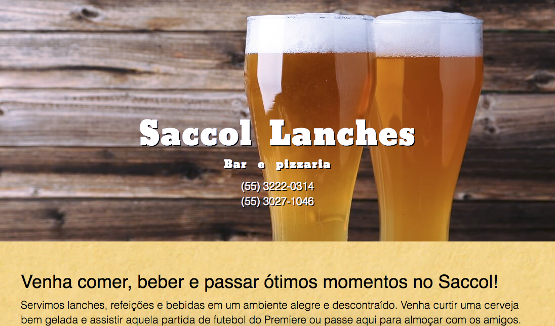 Saccol Lanches
Bar e pizzaria
(55) 3222-0314
(55) 3027-1046
Venha comer, beber e passar ótimos momentos no Saccol!
Servimos lanches, refeições e bebidas em um ambiente alegre e descontraído. Venha curtir uma cerveja
bem gelada e assistir aquela partida de futebol do Premiere ou passe aqui para almoçar com os amigos.